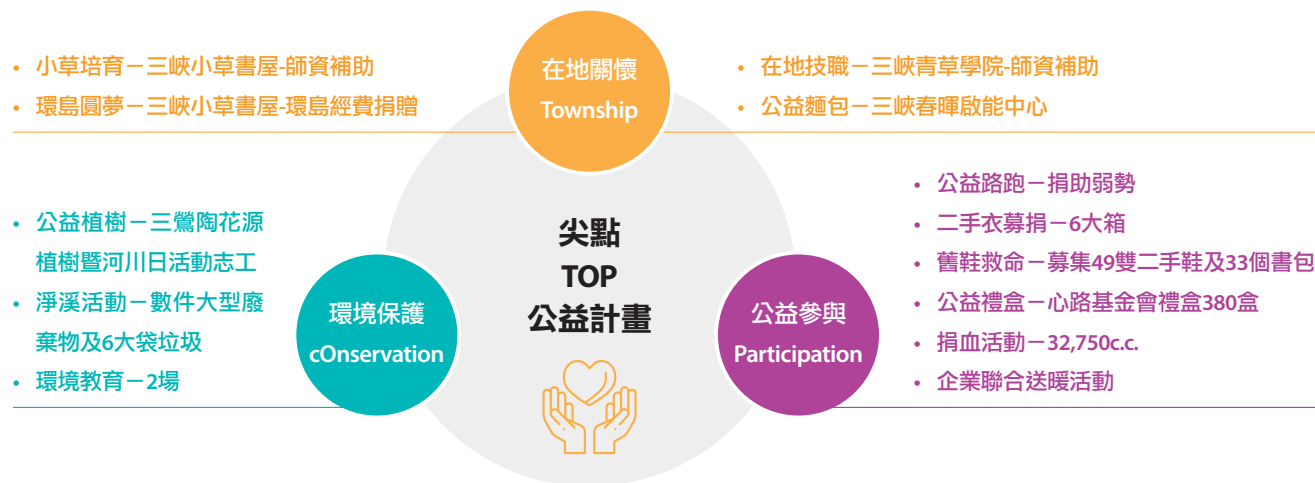 在地關懷
Township
• 小草培育－三峽小草書屋-師資補助
• 環島圓夢－三峽小草書屋-環島經費捐贈
• 在地技職－三峽青草學院-師資補助
• 公益麵包－三峽春暉啟能中心
尖點
TOP
公益計畫
環境保護
cOnservation
• 公益植樹－三鶯陶花源
植樹暨河川日活動志工
• 淨溪活動－數件大型廢
棄物及6大袋垃圾
• 環境教育－2場
公益參與
Participation
• 公益路跑－捐助弱勢
• 二手衣募捐－6大箱
• 舊鞋救命－募集49雙二手鞋及33個書包
• 公益禮盒－心路基金會禮盒380盒
• 捐血活動－32,750c.c.
• 企業聯合送暖活動